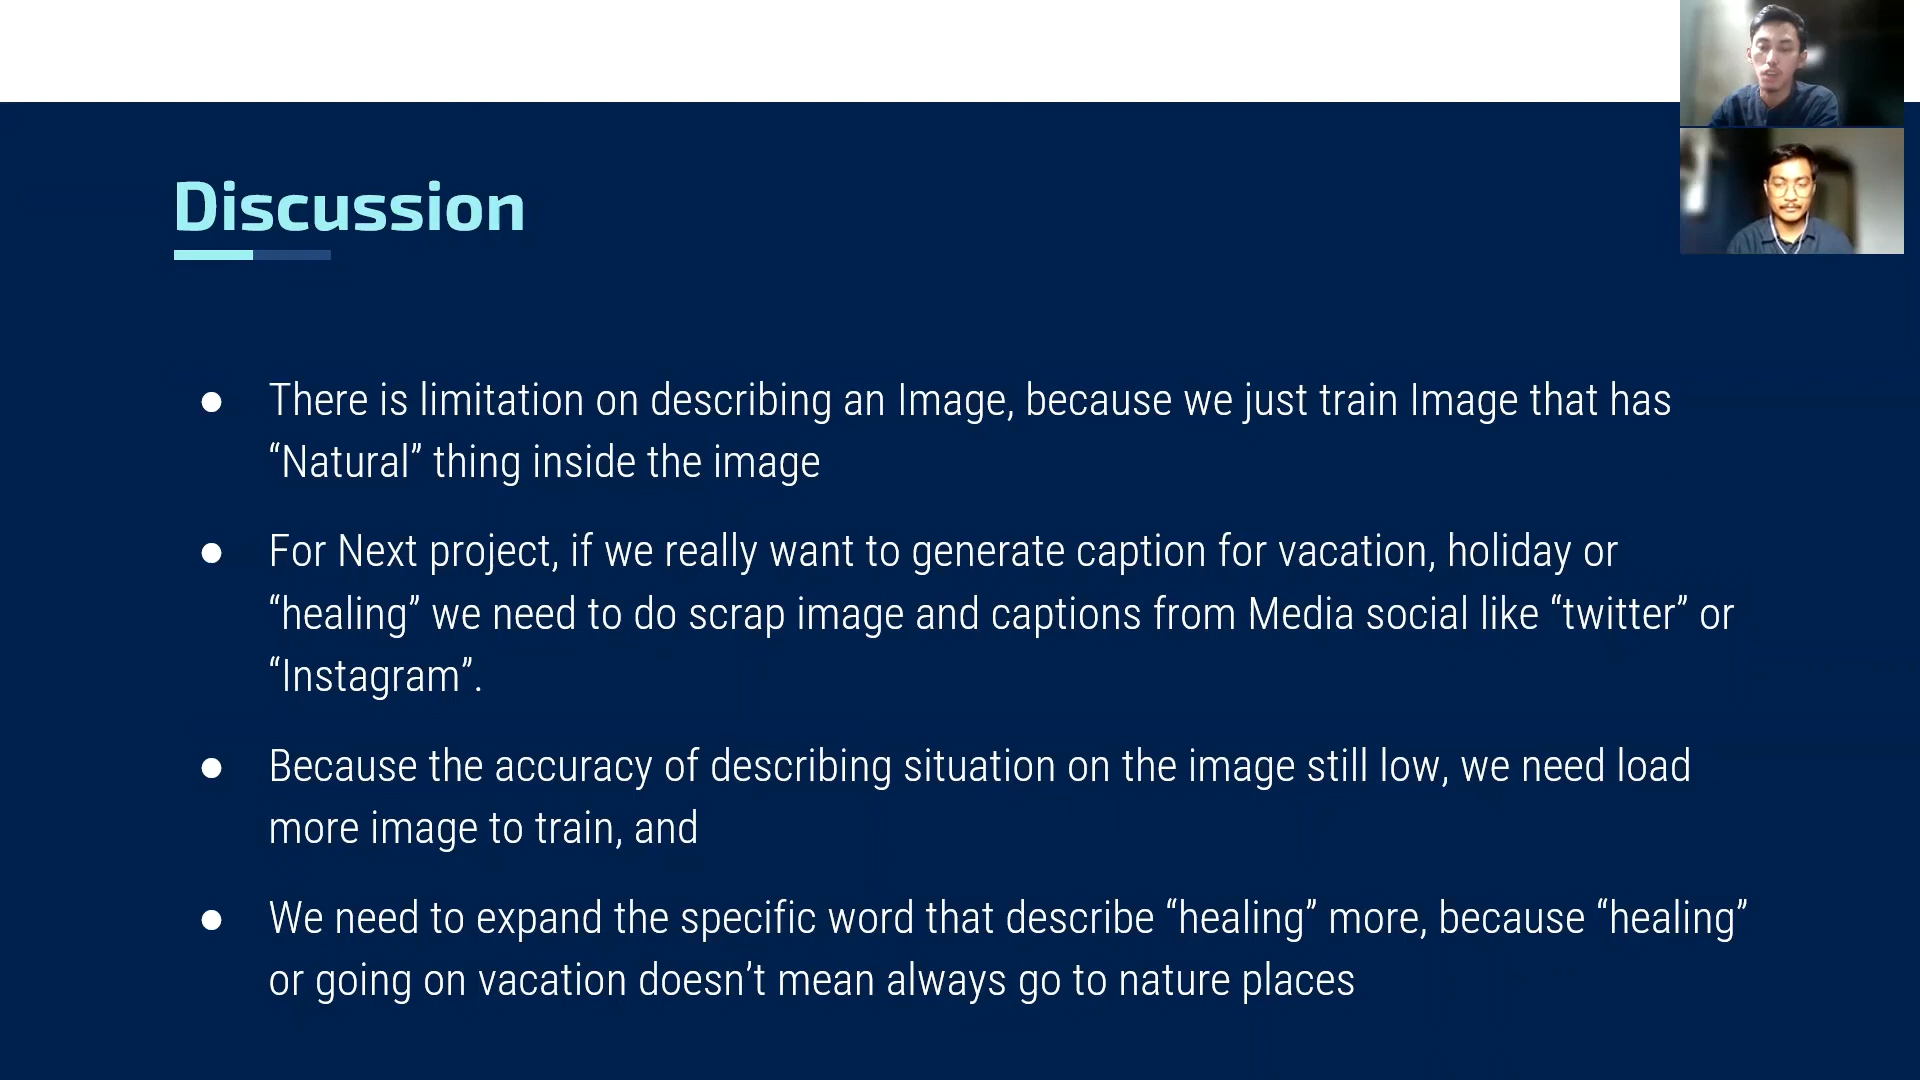 Discussion
● There is limitation on describing an Image, because we just train Image that has
“Natural” thing inside the image
● For Next project, if we really want to generate caption for vacation, holiday or
“healing” we need to do scrap image and captions from Media social like “twitter” or
“Instagram”.
● Because the accuracy of describing situation on the image still low, we need load
more image to train, and
● We need to expand the specific word that describe “healing” more, because “healing”
or going on vacation doesn’t mean always go to nature places